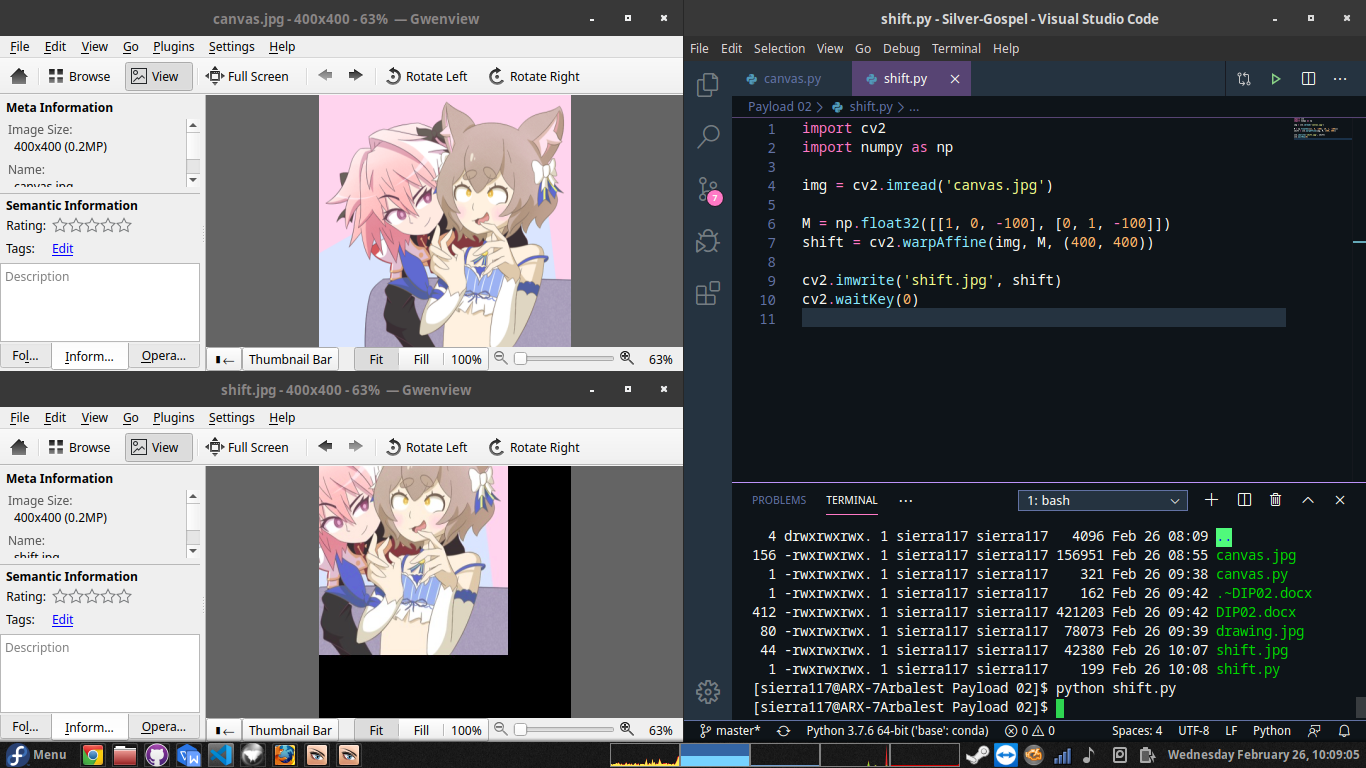 canvas.jpg - 400x400 - 63% — Gwenview
File Edit View Go Plugins Settings Help
Browse View Full Screen Rotate Left Rotate Right
Meta Information
Image Size:
400x400 (0.2MP)
Name:
canvas.jpg
Semantic Information
Rating:
Tags: Edit
Description
Fol... Inform... Opera...
Thumbnail Bar Fit Fill 100% 63%
shift.jpg - 400x400 - 63% — Gwenview
File Edit View Go Plugins Settings Help
Browse View Full Screen Rotate Left Rotate Right
Meta Information
Image Size:
400x400 (0.2MP)
Name:
shift.jpg
Semantic Information
Rating:
Tags: Edit
Description
Fol... Inform... Opera...
Thumbnail Bar Fit Fill 100% 63%
shift.py - Silver-Gospel - Visual Studio Code
File Edit Selection View Go Debug Terminal Help
canvas.py shift.py
Payload 02 > shift.py > ...
1 import cv2
2 import numpy as np
3
4 img = cv2.imread('canvas.jpg')
5
6 M = np.float32([[1, 0, -100], [0, 1, -100]])
7 shift = cv2.warpAffine(img, M, (400, 400))
8
9 cv2.imwrite('shift.jpg', shift)
10 cv2.waitKey(0)
11
7
PROBLEMS TERMINAL ... 1: bash
4 drwxrwxrwx. 1 sierra117 sierra117 4096 Feb 26 08:09 ..
156 -rwxrwxrwx. 1 sierra117 sierra117 156951 Feb 26 08:55 canvas.jpg
1 -rwxrwxrwx. 1 sierra117 sierra117 321 Feb 26 09:38 canvas.py
1 -rwxrwxrwx. 1 sierra117 sierra117 162 Feb 26 09:42 .~DIP02.docx
412 -rwxrwxrwx. 1 sierra117 sierra117 421203 Feb 26 09:42 DIP02.docx
80 -rwxrwxrwx. 1 sierra117 sierra117 78073 Feb 26 09:39 drawing.jpg
44 -rwxrwxrwx. 1 sierra117 sierra117 42380 Feb 26 10:07 shift.jpg
1 -rwxrwxrwx. 1 sierra117 sierra117 199 Feb 26 10:08 shift.py
[sierra117@ARX-7Arbalest Payload 02]$ python shift.py
[sierra117@ARX-7Arbalest Payload 02]$
master* Python 3.7.6 64-bit ('base': conda) 0 0 Spaces: 4 UTF-8 LF Python
Menu Wednesday February 26, 10:09:05